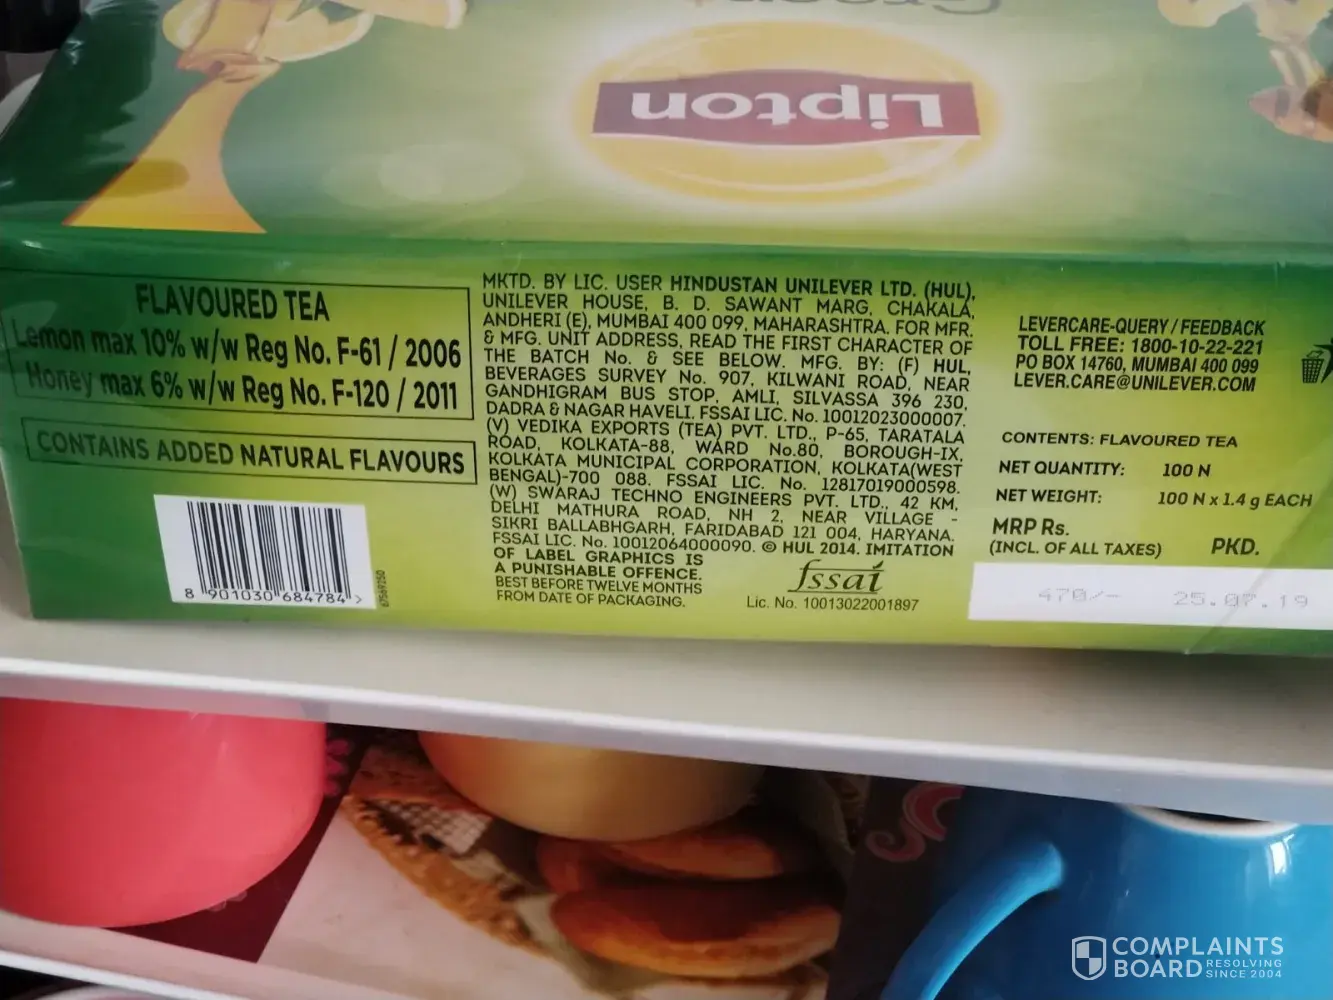 Green
Lipton
FLAVOURED TEA
Lemon max 10% w/w Reg No. F-61 / 2006
Honey max 6% w/w Reg No. F-120 / 2011
CONTAINS ADDED NATURAL FLAVOURS
8 901030 684784 >
67569250
MKTD. BY LIC. USER HINDUSTAN UNILEVER LTD. (HUL),
UNILEVER HOUSE, B. D. SAWANT MARG, CHAKALA,
ANDHERI (E), MUMBAI 400 099, MAHARASHTRA. FOR MFR.
& MFG. UNIT ADDRESS, READ THE FIRST CHARACTER OF
THE BATCH No. & SEE BELOW. MFG. BY: (F) HUL,
BEVERAGES SURVEY No. 907, KILWANI ROAD, NEAR
GANDHIGRAM BUS STOP, AMLI, SILVASSA 396 230,
DADRA & NAGAR HAVELI. FSSAI LIC. No. 10012023000007.
(V) VEDIKA EXPORTS (TEA) PVT. LTD., P-65, TARATALA
ROAD, KOLKATA-88, WARD No.80, BOROUGH-IX,
KOLKATA MUNICIPAL CORPORATION, KOLKATA(WEST
BENGAL)-700 088. FSSAI LIC. No. 12817019000598.
(W) SWARAJ TECHNO ENGINEERS PVT. LTD., 42 KM,
DELHI MATHURA ROAD, NH 2, NEAR VILLAGE -
SIKRI BALLABHGARH, FARIDABAD 121 004, HARYANA.
FSSAI LIC. No. 10012064000090. © HUL 2014. IMITATION
OF LABEL GRAPHICS IS
A PUNISHABLE OFFENCE.
BEST BEFORE TWELVE MONTHS
FROM DATE OF PACKAGING.
fssai
Lic. No. 10013022001897
LEVERCARE-QUERY / FEEDBACK
TOLL FREE: 1800-10-22-221
PO BOX 14760, MUMBAI 400 099
LEVER.CARE@UNILEVER.COM
CONTENTS: FLAVOURED TEA
NET QUANTITY: 100 N
NET WEIGHT: 100 N x 1.4 g EACH
MRP Rs.
(INCL. OF ALL TAXES) PKD.
470/- 25.07.19
COMPLAINTS
BOARD RESOLVING
SINCE 2004